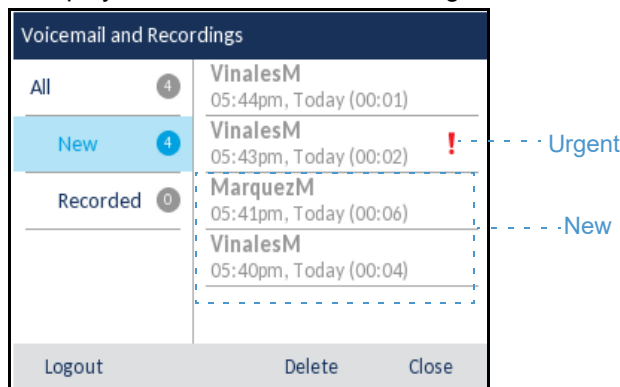 Voicemail and Recordings
All 4
New 4
Recorded 0
VinalesM
05:44pm, Today (00:01)
VinalesM
05:43pm, Today (00:02) !
MarquezM
05:41pm, Today (00:06)
VinalesM
05:40pm, Today (00:04)
Urgent
New
Logout Delete Close